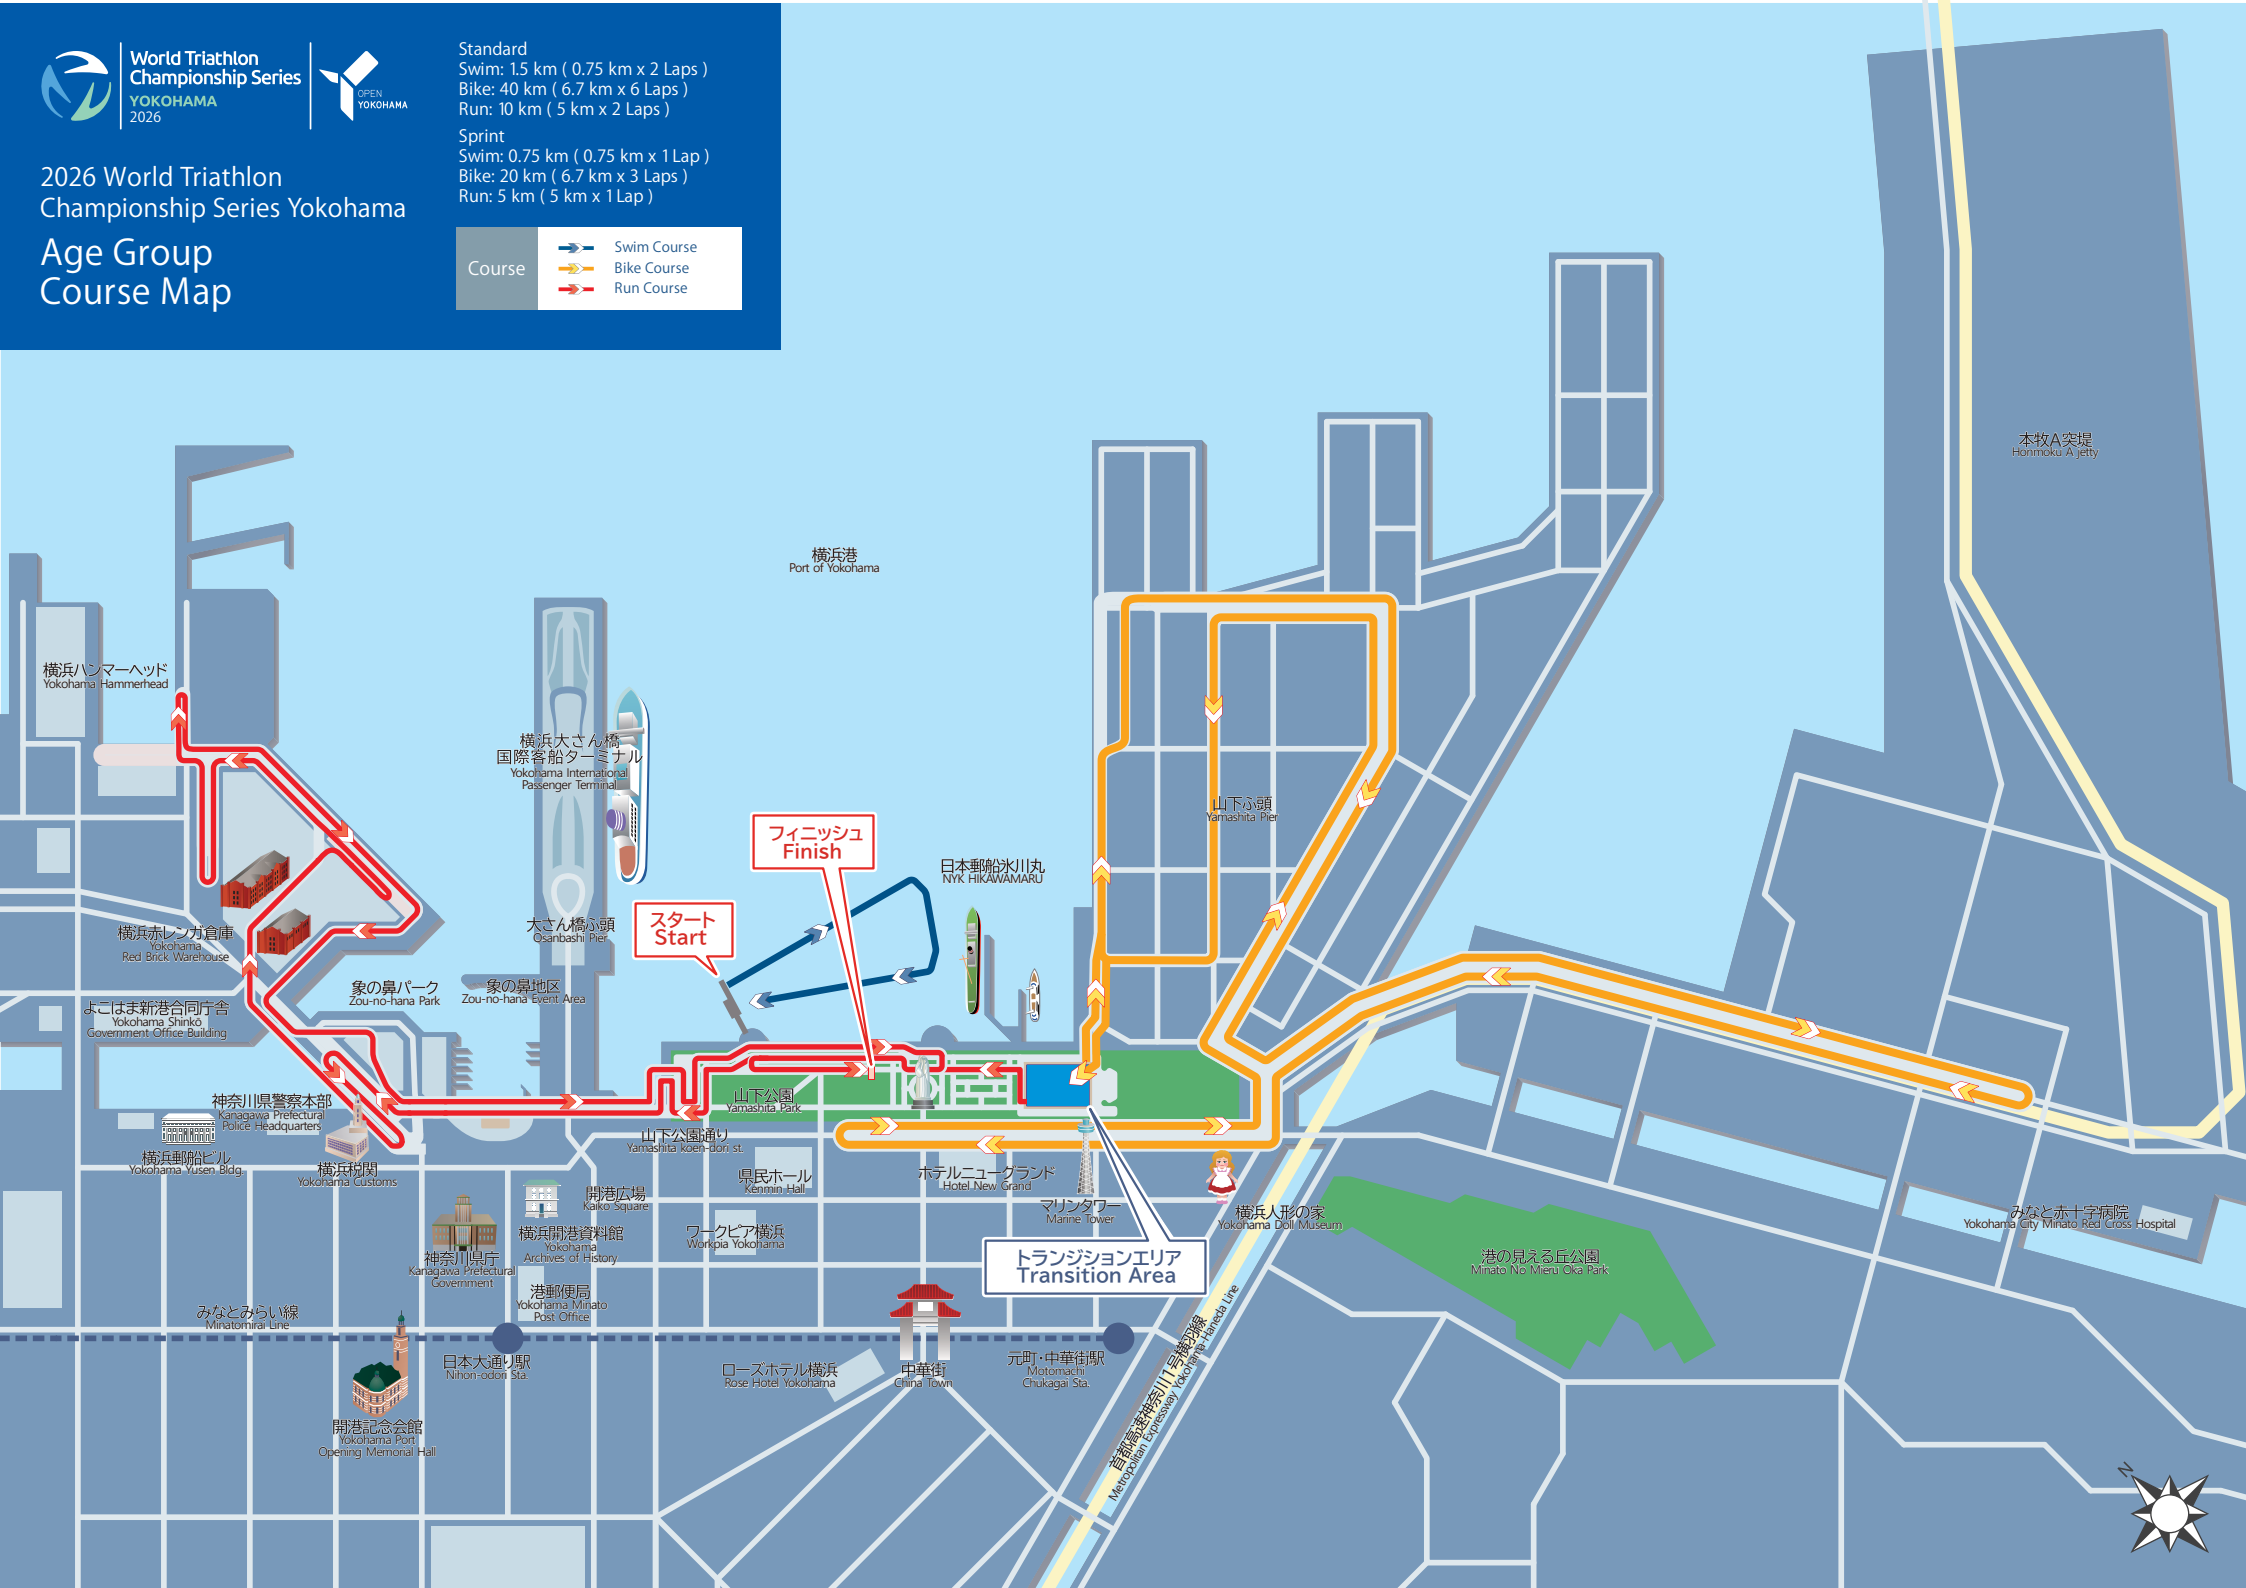 World Triathlon
Championship Series
YOKOHAMA
2026
OPEN
YOKOHAMA
2026 World Triathlon
Championship Series Yokohama
Age Group
Course Map
Standard
Swim: 1.5 km ( 0.75 km x 2 Laps )
Bike: 40 km ( 6.7 km x 6 Laps )
Run: 10 km ( 5 km x 2 Laps )
Sprint
Swim: 0.75 km ( 0.75 km x 1 Lap )
Bike: 20 km ( 6.7 km x 3 Laps )
Run: 5 km ( 5 km x 1 Lap )
Course
Swim Course
Bike Course
Run Course
本牧A突堤
Honmoku A jetty
横浜港
Port of Yokohama
横浜ハンマーヘッド
Yokohama Hammerhead
横浜大さん橋
国際客船ターミナル
Yokohama International
Passenger Terminal
山下ふ頭
Yamashita Pier
フィニッシュ
Finish
日本郵船氷川丸
NYK HIKAWAMARU
スタート
Start
大さん橋ふ頭
Osanbashi Pier
横浜赤レンガ倉庫
Yokohama
Red Brick Warehouse
象の鼻パーク
Zou-no-hana Park
象の鼻地区
Zou-no-hana Event Area
よこはま新港合同庁舎
Yokohama Shinkō
Government Office Building
神奈川県警察本部
Kanagawa Prefectural
Police Headquarters
山下公園
Yamashita Park
山下公園通り
Yamashita koen-dori st.
横浜郵船ビル
Yokohama Yusen Bldg.
横浜税関
Yokohama Customs
県民ホール
Kenmin Hall
ホテルニューグランド
Hotel New Grand
マリンタワー
Marine Tower
横浜人形の家
Yokohama Doll Museum
開港広場
Kaiko Square
横浜開港資料館
Yokohama
Archives of History
ワークピア横浜
Workpia Yokohama
みなと赤十字病院
Yokohama City Minato Red Cross Hospital
神奈川県庁
Kanagawa Prefectural
Government
トランジションエリア
Transition Area
港の見える丘公園
Minato No Mieru Oka Park
港郵便局
Yokohama Minato
Post Office
みなとみらい線
Minatomirai Line
日本大通り駅
Nihon-odori Sta.
ローズホテル横浜
Rose Hotel Yokohama
中華街
China Town
元町・中華街駅
Motomachi
Chukagai Sta.
首都高速神奈川1号横羽線
Metropolitan Expressway Yokohama-Haneda Line
開港記念会館
Yokohama Port
Opening Memorial Hall
N